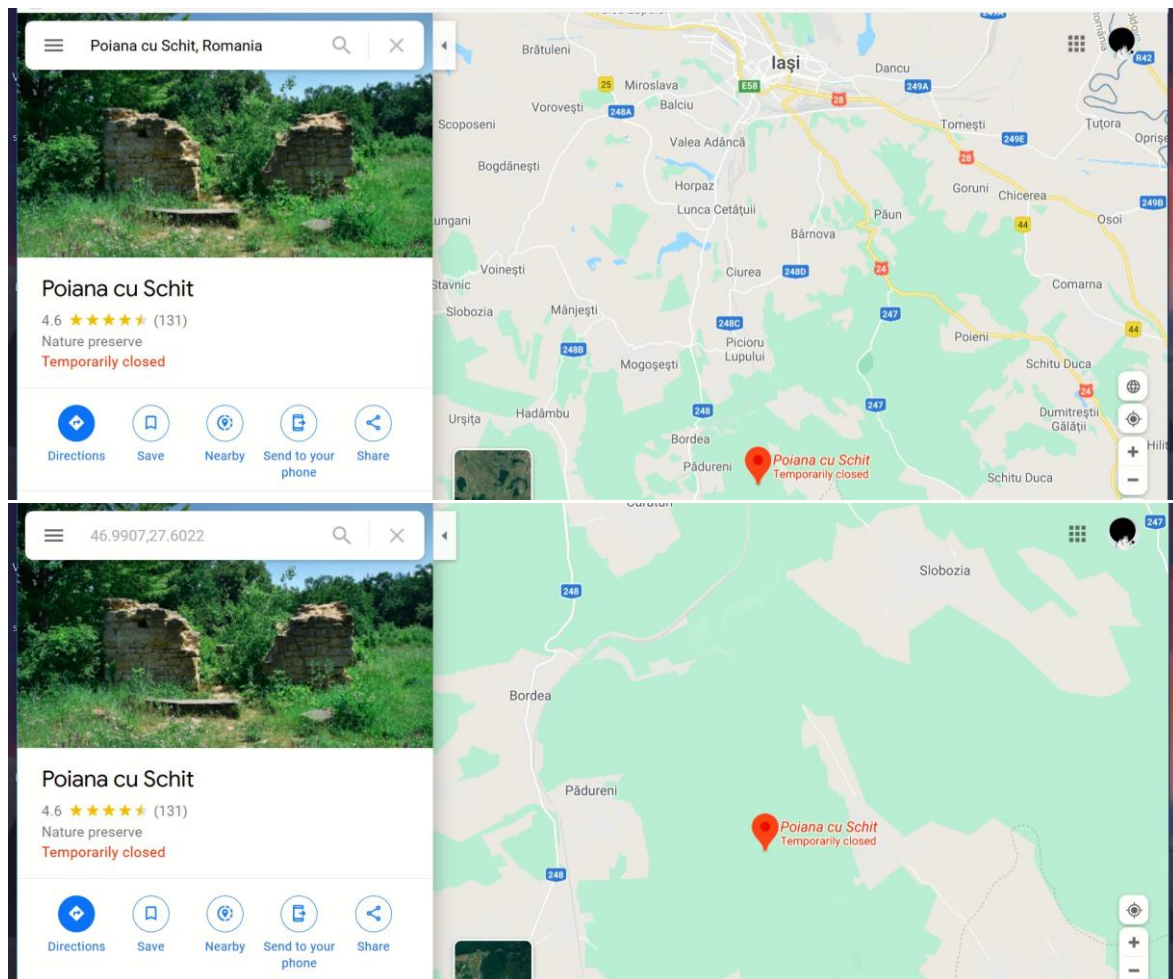 Poiana cu Schit, Romania
Poiana cu Schit
4.6 (131)
Nature preserve
Temporarily closed
Directions
Save
Nearby
Send to your
phone
Share
Brătuleni
Iași
Dancu
R42
E58
249A
25
Miroslava
28
Vorovești
248A
Balciu
Scoposeni
Tomești
249E
Țuțora
Valea Adâncă
28
Bogdănești
Horpaz
Goruni
Chicerea
249B
Lunca Cetățuii
Păun
44
Osoi
Bârnova
Voinești
Ciurea
248D
24
Slobozia
Mânjești
247
Comarna
248C
44
248B
Picioru
Lupului
Poieni
Mogoșești
Schitu Duca
24
248
247
Urșița
Hadâmbu
Dumitreștii
Gălății
Bordea
Pădureni
Poiana cu Schit
Temporarily closed
Schitu Duca
46.9907,27.6022
Poiana cu Schit
4.6 (131)
Nature preserve
Temporarily closed
Directions
Save
Nearby
Send to your
phone
Share
247
Slobozia
248
Bordea
Pădureni
Poiana cu Schit
Temporarily closed
248